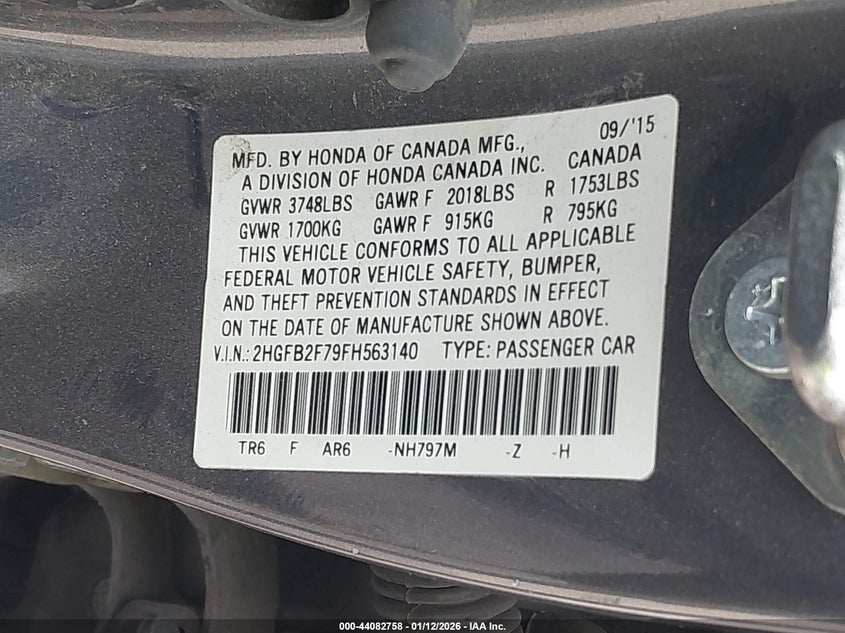 09/'15
MFD. BY HONDA OF CANADA MFG.,
A DIVISION OF HONDA CANADA INC. CANADA
GVWR 3748LBS GAWR F 2018LBS R 1753LBS
GVWR 1700KG GAWR F 915KG R 795KG
THIS VEHICLE CONFORMS TO ALL APPLICABLE
FEDERAL MOTOR VEHICLE SAFETY, BUMPER,
AND THEFT PREVENTION STANDARDS IN EFFECT
ON THE DATE OF MANUFACTURE SHOWN ABOVE.
V.I.N.: 2HGFB2F79FH563140 TYPE: PASSENGER CAR
TR6 F AR6 -NH797M -Z -H
000-44082758 - 01/12/2026 - IAA Inc.